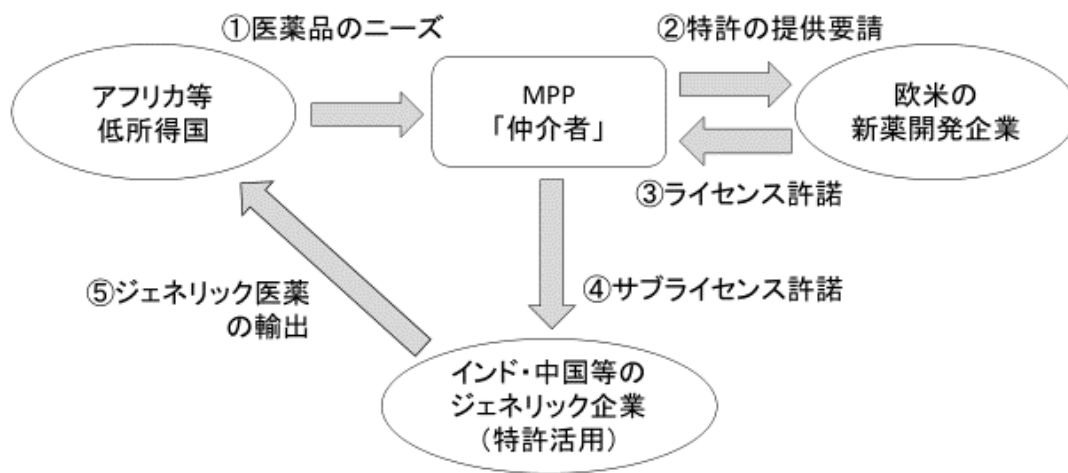 ①医薬品のニーズ
②特許の提供要請
アフリカ等
低所得国
MPP
「仲介者」
欧米の
新薬開発企業
③ライセンス許諾
④サブライセンス許諾
⑤ジェネリック医薬
の輸出
インド・中国等の
ジェネリック企業
（特許活用）